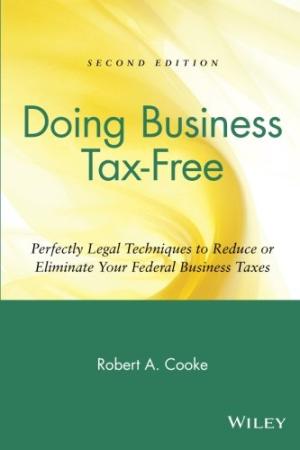 SECOND EDITION
Doing Business
Tax-Free
Perfectly Legal Techniques to Reduce or
Eliminate Your Federal Business Taxes
Robert A. Cooke
WILEY